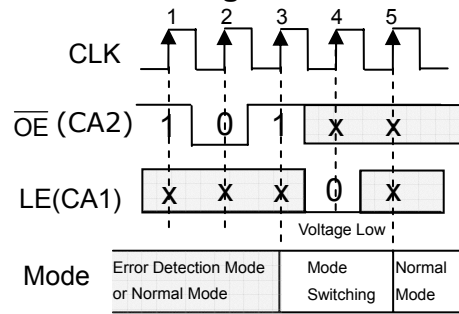 1 2 3 4 5
CLK
OE (CA2) 1 0 1 x x
LE(CA1) x x x 0 x
Voltage Low
Mode
Error Detection Mode
or Normal Mode
Mode
Switching
Normal
Mode